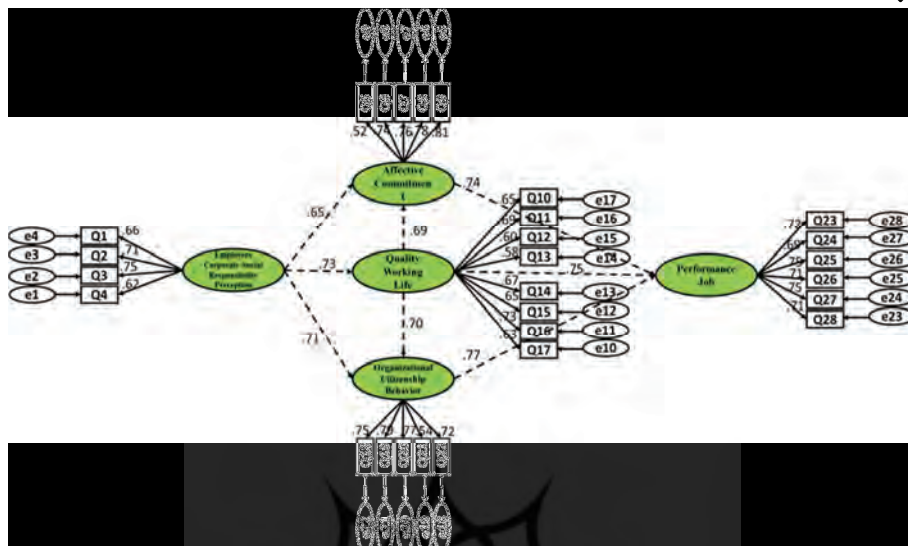 .52 .74 .76 .78 .81
Affective
Commitmen
t
.74
.65
.69
e4 Q1 .66
e3 Q2 .71
e2 Q3 .75
e1 Q4 .62
Employees
Corporate Social
Responsibility
Perception
.73
Quality
Working
Life
.65 Q10 e17
.69 Q11 e16
.60 Q12 e15
.58 Q13 e14
.75
.67 Q14 e13
.65 Q15 e12
.73 Q16 e11
.63 Q17 e10
Performance
Job
.73 Q23 e28
.69 Q24 e27
Q25 e26
.71 Q26 e25
.75 Q27 e24
.71 Q28 e23
.71
.70
.77
Organizational
Citizenship
Behavior
.75 .79 .77 .54 .72